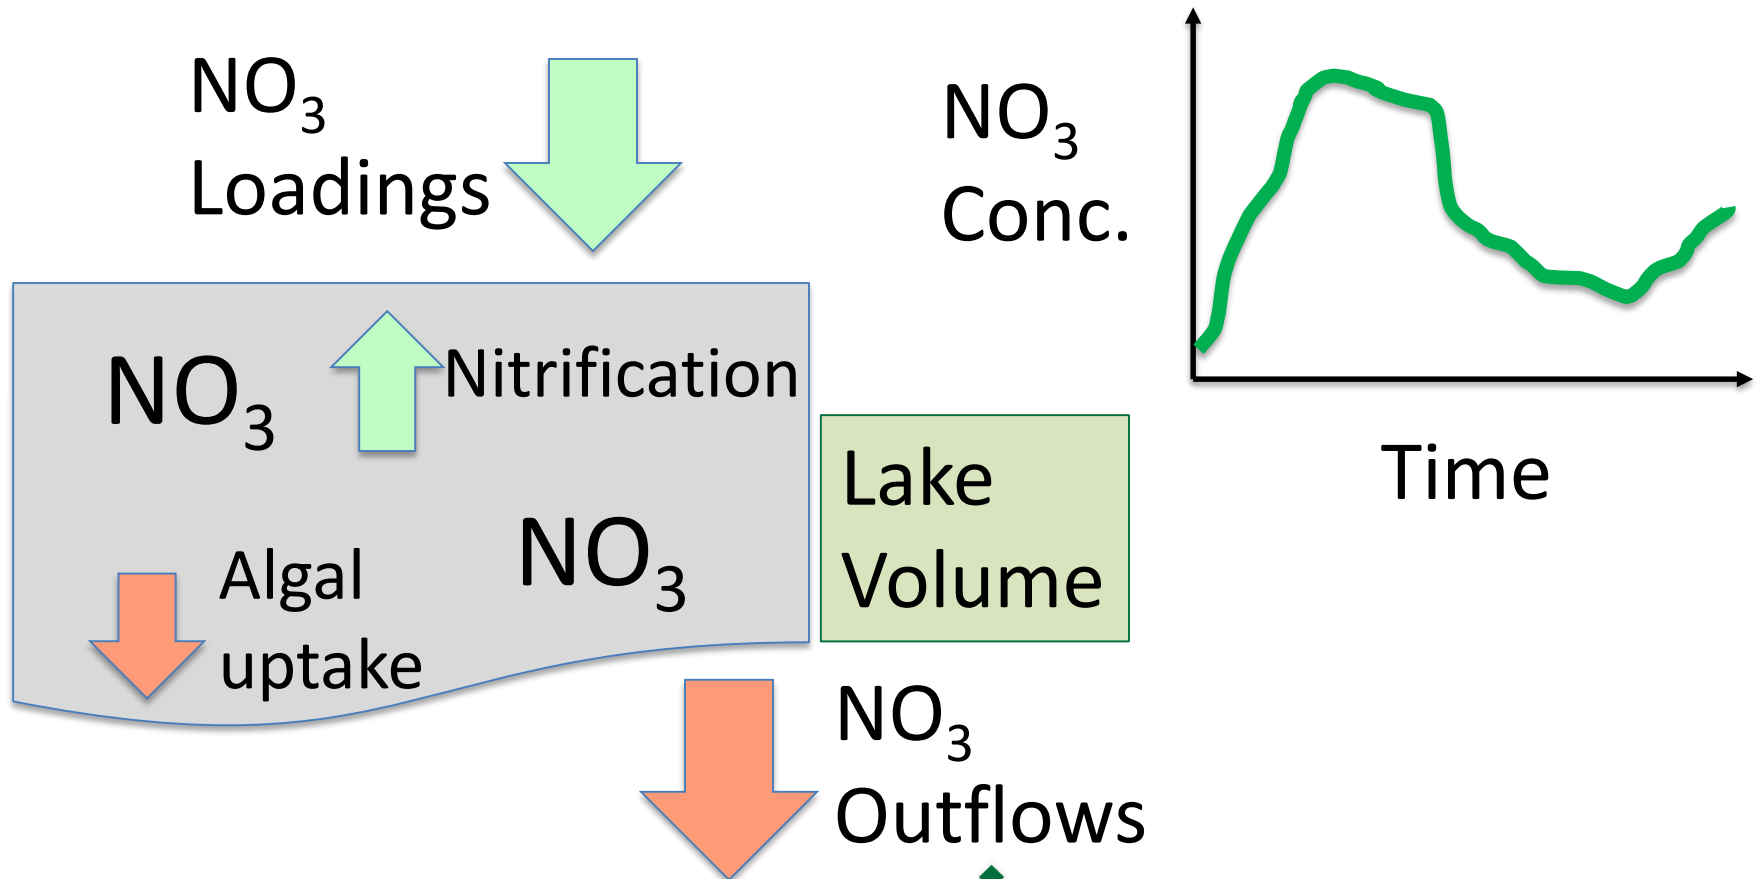 NO₃
Loadings
NO₃
Conc.
NO₃
Nitrification
Lake
Volume
Time
NO₃
Algal
uptake
NO₃
Outflows